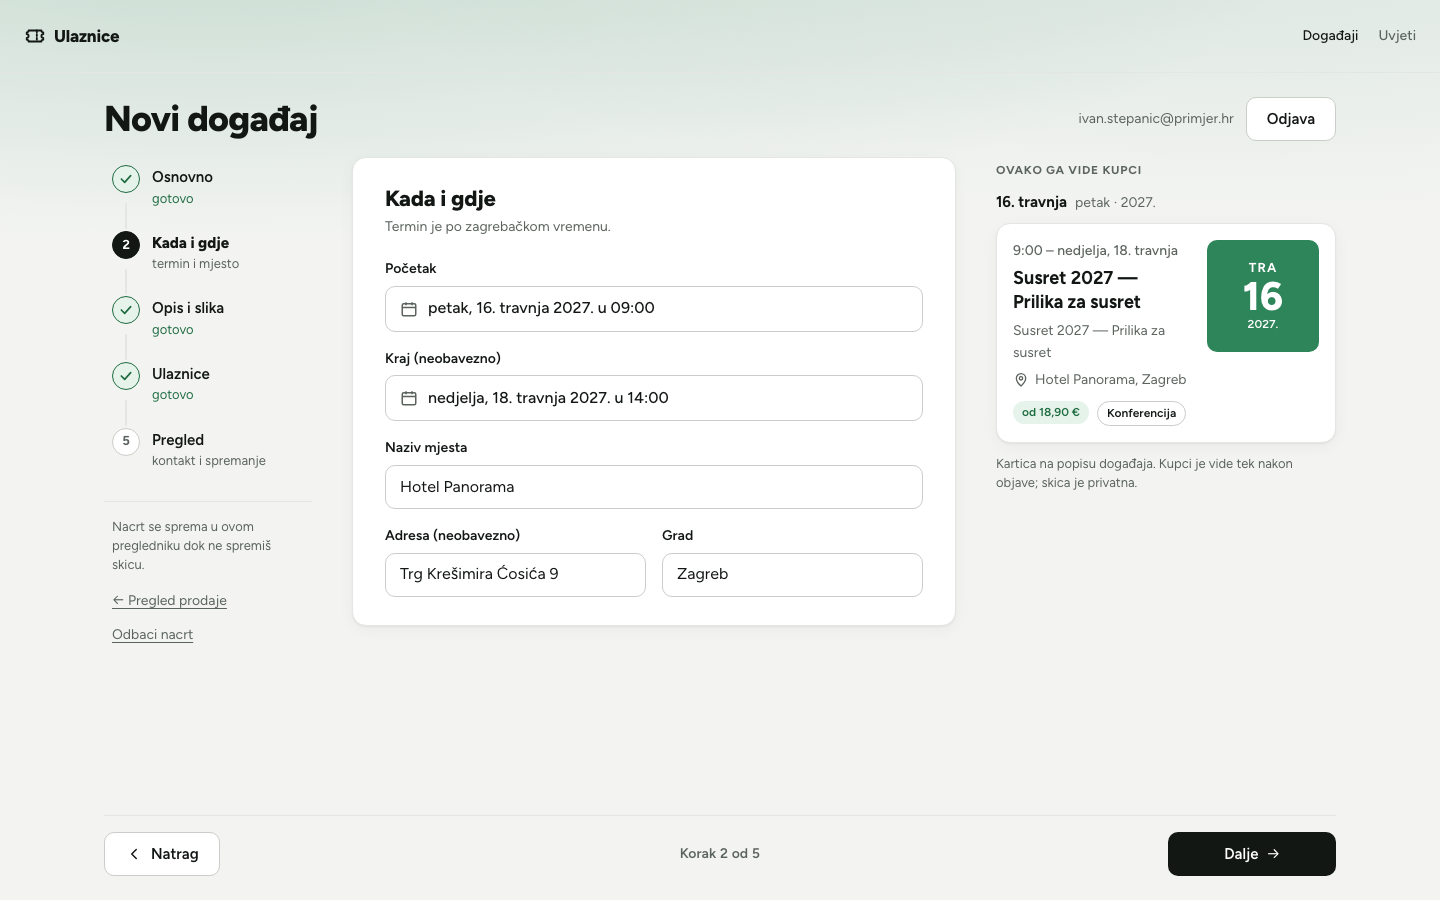 Ulaznice
Događaji
Uvjeti
Novi događaj
ivan.stepanic@primjer.hr
Odjava
Osnovno
gotovo
2
Kada i gdje
termin i mjesto
Opis i slika
gotovo
Ulaznice
gotovo
5
Pregled
kontakt i spremanje
Nacrt se sprema u ovom
pregledniku dok ne spremiš
skicu.
← Pregled prodaje
Odbaci nacrt
Kada i gdje
Termin je po zagrebačkom vremenu.
Početak
petak, 16. travnja 2027. u 09:00
Kraj (neobavezno)
nedjelja, 18. travnja 2027. u 14:00
Naziv mjesta
Hotel Panorama
Adresa (neobavezno)
Grad
Trg Krešimira Ćosića 9
Zagreb
OVAKO GA VIDE KUPCI
16. travnja petak · 2027.
9:00 – nedjelja, 18. travnja
Susret 2027 —
Prilika za susret
Susret 2027 — Prilika za
susret
Hotel Panorama, Zagreb
od 18,90 €
Konferencija
TRA
16
2027.
Kartica na popisu događaja. Kupci je vide tek nakon
objave; skica je privatna.
Natrag
Korak 2 od 5
Dalje →